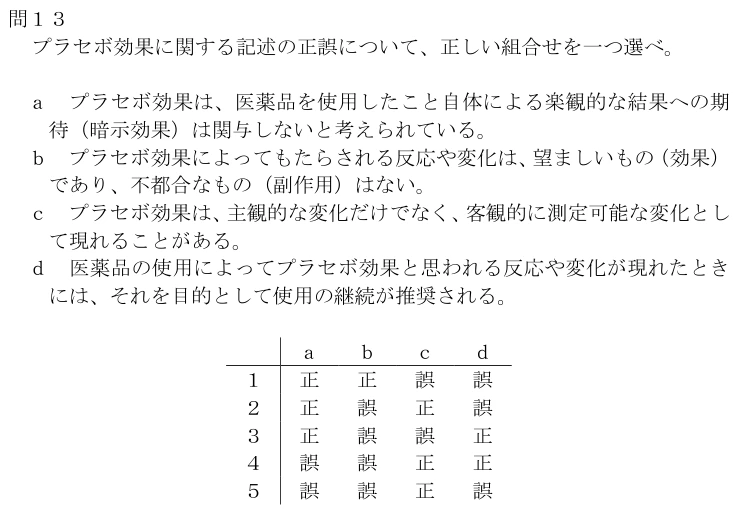 問１３
プラセボ効果に関する記述の正誤について、正しい組合せを一つ選べ。
a　プラセボ効果は、医薬品を使用したこと自体による楽観的な結果への期
待（暗示効果）は関与しないと考えられている。
b　プラセボ効果によってもたらされる反応や変化は、望ましいもの（効果）
であり、不都合なもの（副作用）はない。
c　プラセボ効果は、主観的な変化だけでなく、客観的に測定可能な変化とし
て現れることがある。
d　医薬品の使用によってプラセボ効果と思われる反応や変化が現れたとき
には、それを目的として使用の継続が推奨される。
a b c d
1 正 正 誤 誤
2 正 誤 正 誤
3 正 誤 誤 正
4 誤 誤 正 正
5 誤 誤 正 誤